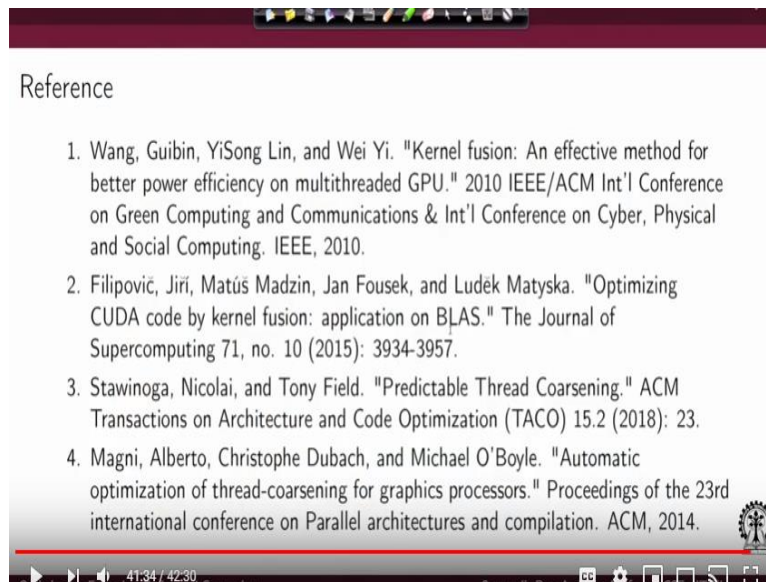 Reference
1. Wang, Guibin, YiSong Lin, and Wei Yi. "Kernel fusion: An effective method for
better power efficiency on multithreaded GPU." 2010 IEEE/ACM Int'l Conference
on Green Computing and Communications & Int'l Conference on Cyber, Physical
and Social Computing. IEEE, 2010.
2. Filipovič, Jiří, Matúš Madzin, Jan Fousek, and Luděk Matyska. "Optimizing
CUDA code by kernel fusion: application on BLAS." The Journal of
Supercomputing 71, no. 10 (2015): 3934-3957.
3. Stawinoga, Nicolai, and Tony Field. "Predictable Thread Coarsening." ACM
Transactions on Architecture and Code Optimization (TACO) 15.2 (2018): 23.
4. Magni, Alberto, Christophe Dubach, and Michael O'Boyle. "Automatic
optimization of thread-coarsening for graphics processors." Proceedings of the 23rd
international conference on Parallel architectures and compilation. ACM, 2014.
41:34 / 42:30
CC